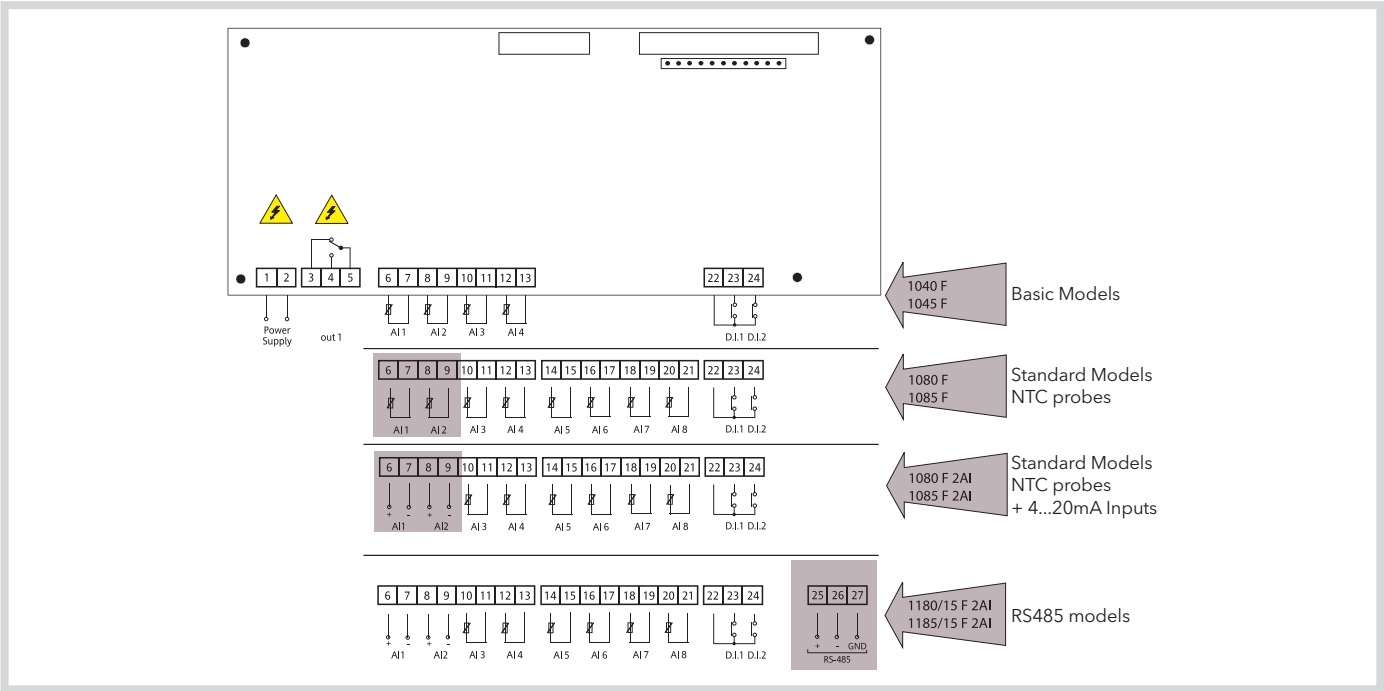 1 2 3 4 5 6 7 8 9 10 11 12 13 22 23 24
Power
Supply
out 1
AI 1 AI 2 AI 3 AI 4 D.I.1 D.I.2
1040 F
1045 F
Basic Models
6 7 8 9 10 11 12 13 14 15 16 17 18 19 20 21 22 23 24
AI 1 AI 2 AI 3 AI 4 AI 5 AI 6 AI 7 AI 8 D.I.1 D.I.2
1080 F
1085 F
Standard Models
NTC probes
6 7 8 9 10 11 12 13 14 15 16 17 18 19 20 21 22 23 24
+ - + -
AI1 AI2 AI 3 AI 4 AI 5 AI 6 AI 7 AI 8 D.I.1 D.I.2
1080 F 2AI
1085 F 2AI
Standard Models
NTC probes
+ 4...20mA Inputs
6 7 8 9 10 11 12 13 14 15 16 17 18 19 20 21 22 23 24 25 26 27
+ - + - + - GND
AI1 AI2 AI 3 AI 4 AI 5 AI 6 AI 7 AI 8 D.I.1 D.I.2 RS-485
1180/15 F 2AI
1185/15 F 2AI
RS485 models